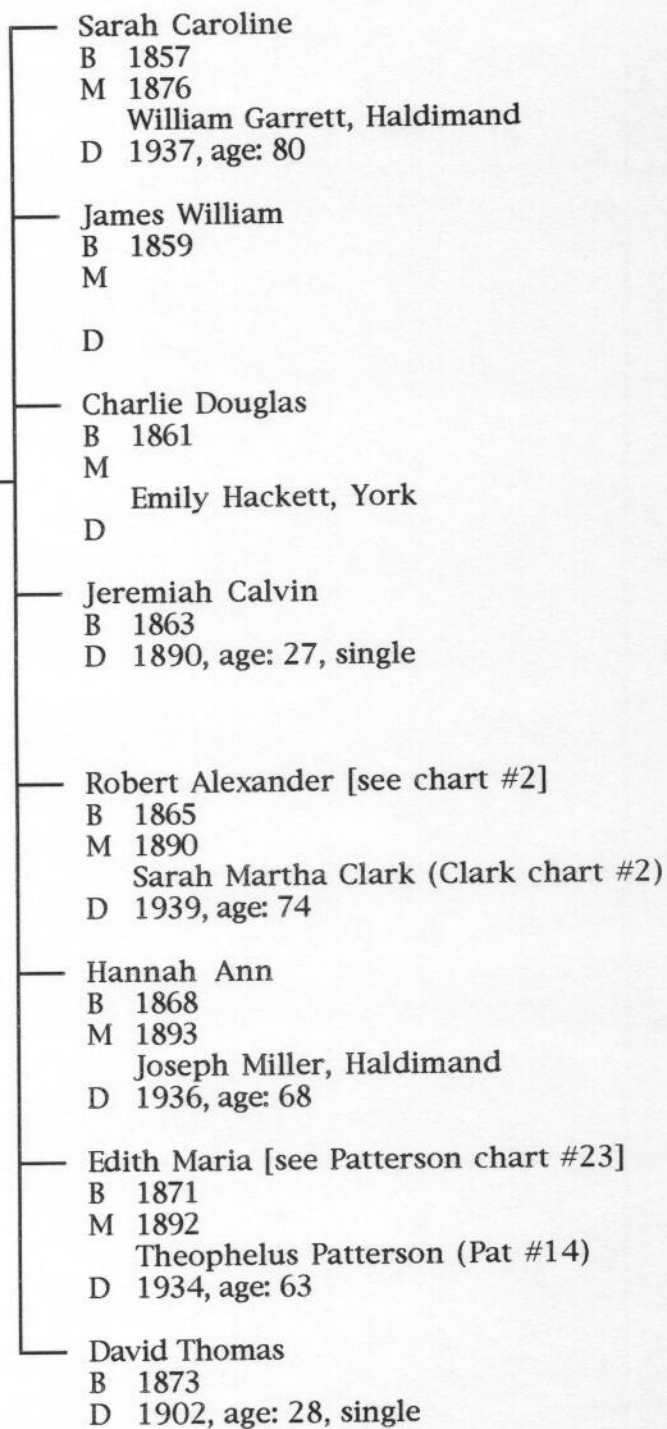 Sarah Caroline
B 1857
M 1876
William Garrett, Haldimand
D 1937, age: 80
James William
B 1859
M
D
Charlie Douglas
B 1861
M
Emily Hackett, York
D
Jeremiah Calvin
B 1863
D 1890, age: 27, single
Robert Alexander [see chart #2]
B 1865
M 1890
Sarah Martha Clark (Clark chart #2)
D 1939, age: 74
Hannah Ann
B 1868
M 1893
Joseph Miller, Haldimand
D 1936, age: 68
Edith Maria [see Patterson chart #23]
B 1871
M 1892
Theophelus Patterson (Pat #14)
D 1934, age: 63
David Thomas
B 1873
D 1902, age: 28, single